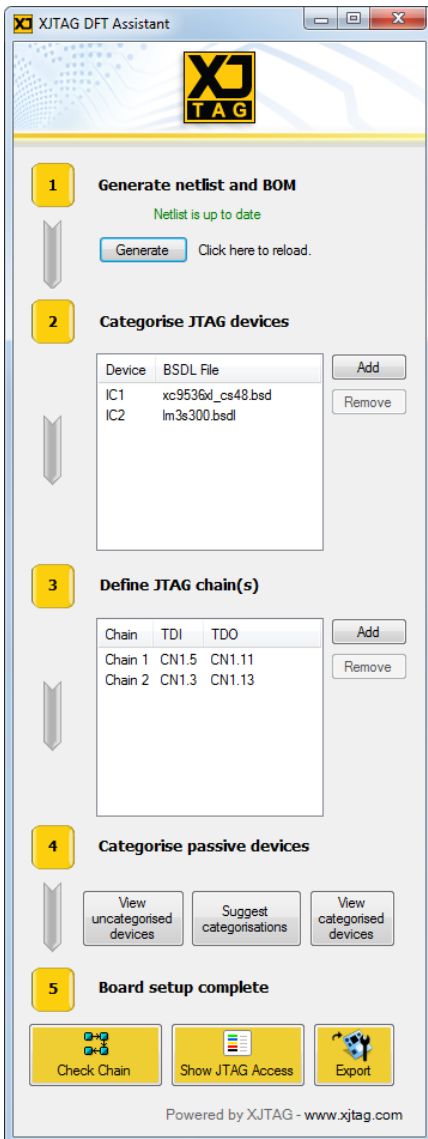 XJTAG DFT Assistant
XJ
TAG
1 Generate netlist and BOM
Netlist is up to date
Generate Click here to reload.
2 Categorise JTAG devices
Device BSDL File Add
IC1 xc9536xl_cs48.bsd Remove
IC2 lm3s300.bsdl
3 Define JTAG chain(s)
Chain TDI TDO Add
Chain 1 CN1.5 CN1.11 Remove
Chain 2 CN1.3 CN1.13
4 Categorise passive devices
View uncategorised devices
Suggest categorisations
View categorised devices
5 Board setup complete
Check Chain Show JTAG Access Export
Powered by XJTAG - www.xjtag.com